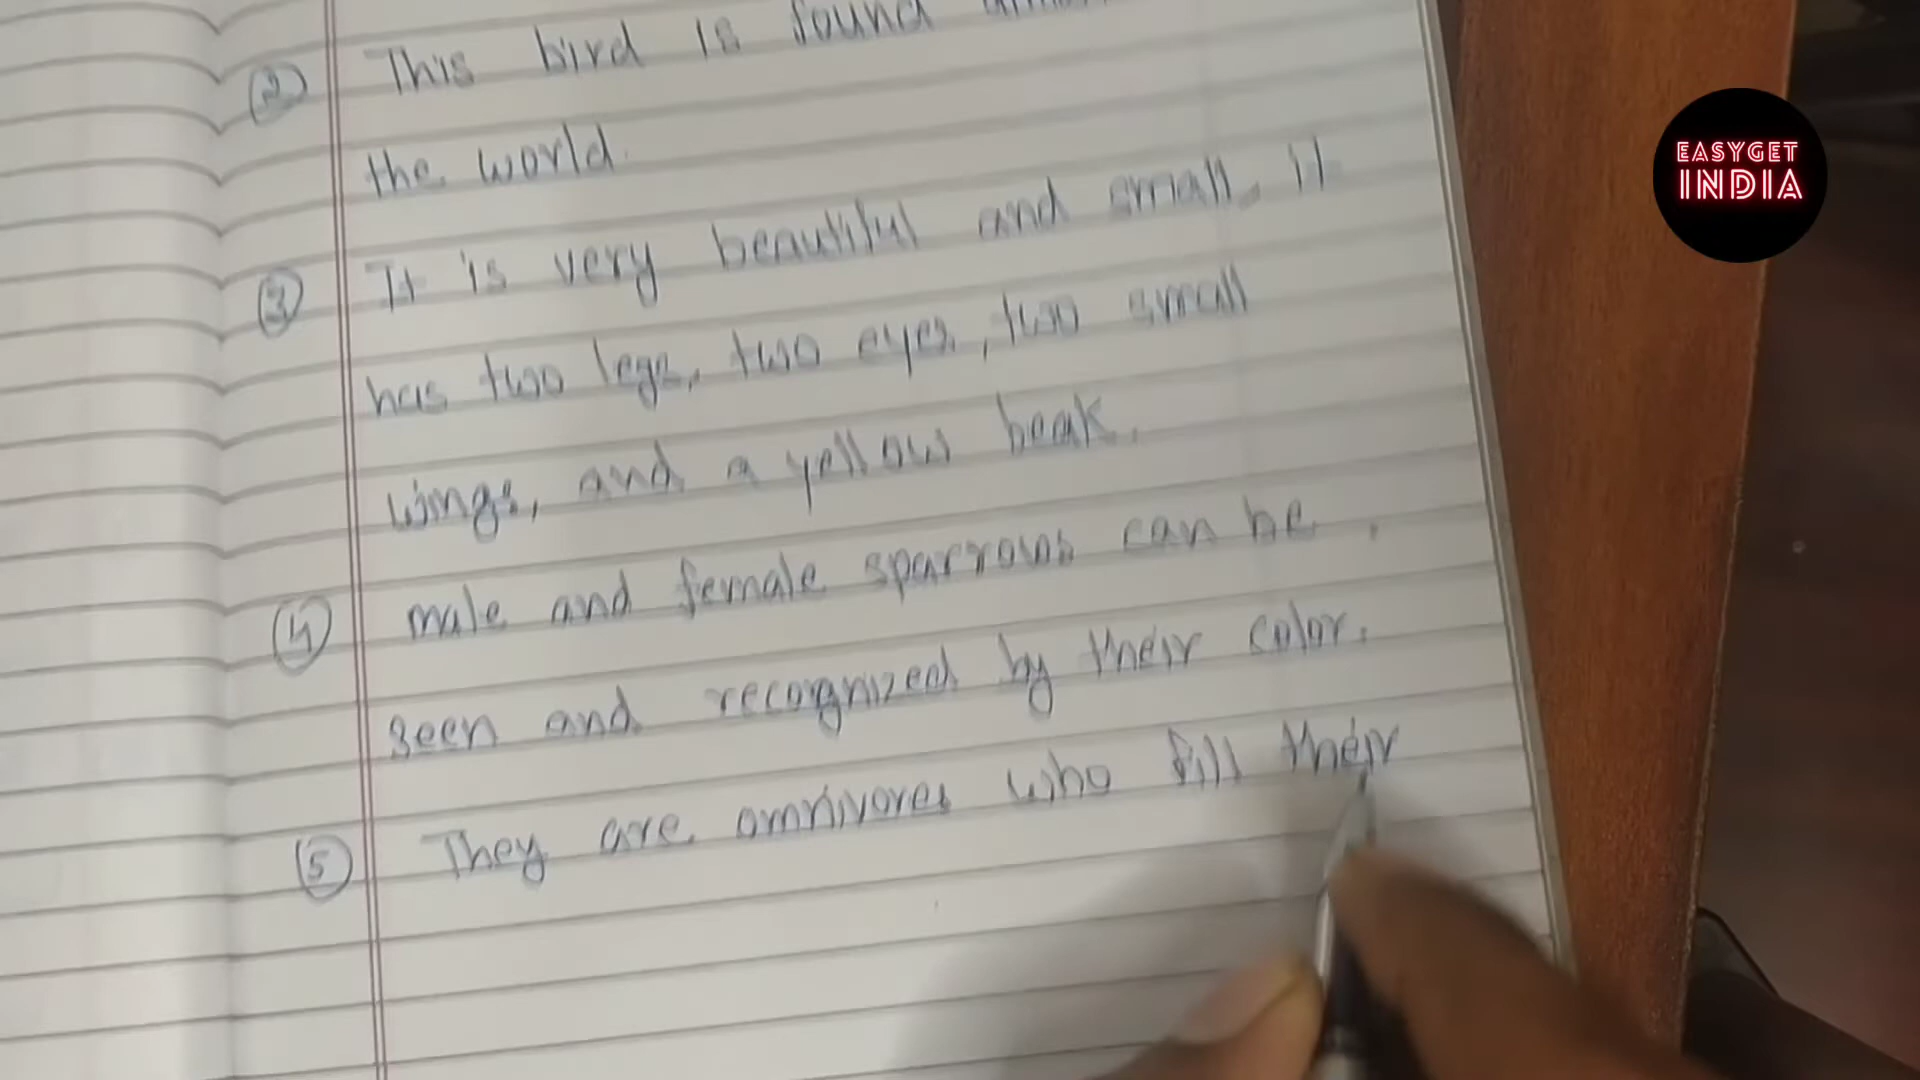 ② This bird is found
the world.
③ It is very beautiful and small, it
has two legs, two eyes, two small
wings, and a yellow beak.
④ male and female sparrows can be
seen and recognized by their color.
⑤ They are omnivores who fill their
EASYGET
INDIA